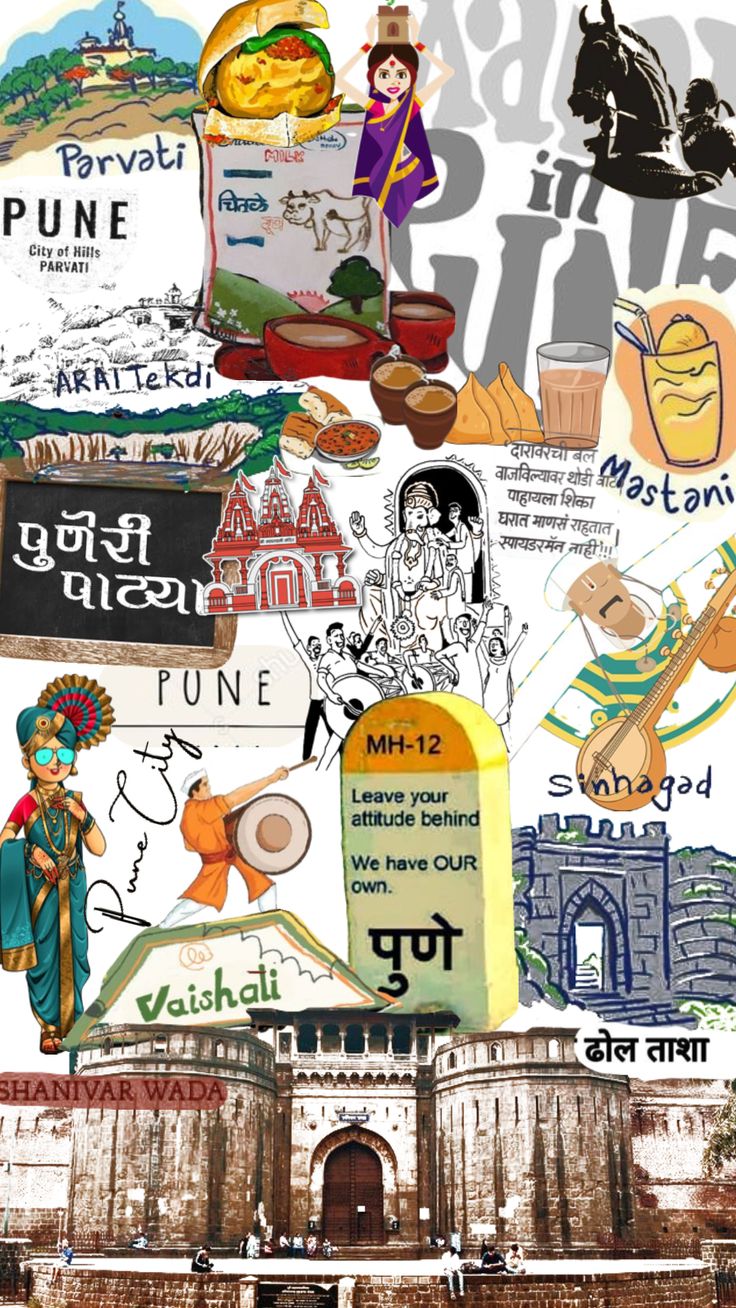 Parvati
PUNE
City of Hills
PARVATI
MILK
चितळे
दूध
in
PUNE
ARAI Tekdi
Mastani
दारावरची बेल
वाजविल्यावर थोडी वाट
पाहायला शिका
घरात माणसं राहतात
स्पायडरमॅन नाही!!!
पुणेरी
पाट्या
PUNE
Pune City
MH-12
Leave your
attitude behind
We have OUR
own.
पुणे
Sinhagad
Vaishali
ढोल ताशा
SHANIVAR WADA